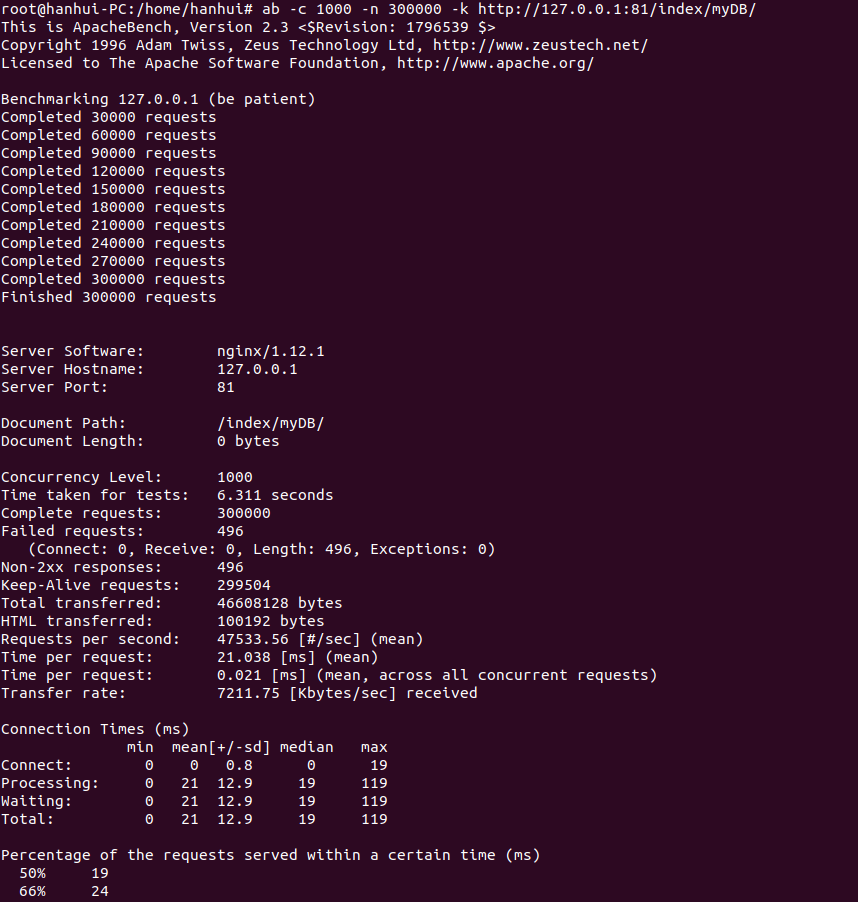 root@hanhui-PC:/home/hanhui# ab -c 1000 -n 300000 -k http://127.0.0.1:81/index/myDB/
This is ApacheBench, Version 2.3 <$Revision: 1796539 $>
Copyright 1996 Adam Twiss, Zeus Technology Ltd, http://www.zeustech.net/
Licensed to The Apache Software Foundation, http://www.apache.org/

Benchmarking 127.0.0.1 (be patient)
Completed 30000 requests
Completed 60000 requests
Completed 90000 requests
Completed 120000 requests
Completed 150000 requests
Completed 180000 requests
Completed 210000 requests
Completed 240000 requests
Completed 270000 requests
Completed 300000 requests
Finished 300000 requests


Server Software:        nginx/1.12.1
Server Hostname:        127.0.0.1
Server Port:            81

Document Path:          /index/myDB/
Document Length:        0 bytes

Concurrency Level:      1000
Time taken for tests:   6.311 seconds
Complete requests:      300000
Failed requests:        496
   (Connect: 0, Receive: 0, Length: 496, Exceptions: 0)
Non-2xx responses:      496
Keep-Alive requests:    299504
Total transferred:      46608128 bytes
HTML transferred:       100192 bytes
Requests per second:    47533.56 [#/sec] (mean)
Time per request:       21.038 [ms] (mean)
Time per request:       0.021 [ms] (mean, across all concurrent requests)
Transfer rate:          7211.75 [Kbytes/sec] received

Connection Times (ms)
              min  mean[+/-sd] median   max
Connect:        0    0   0.8      0      19
Processing:     0   21  12.9     19     119
Waiting:        0   21  12.9     19     119
Total:          0   21  12.9     19     119

Percentage of the requests served within a certain time (ms)
  50%     19
  66%     24